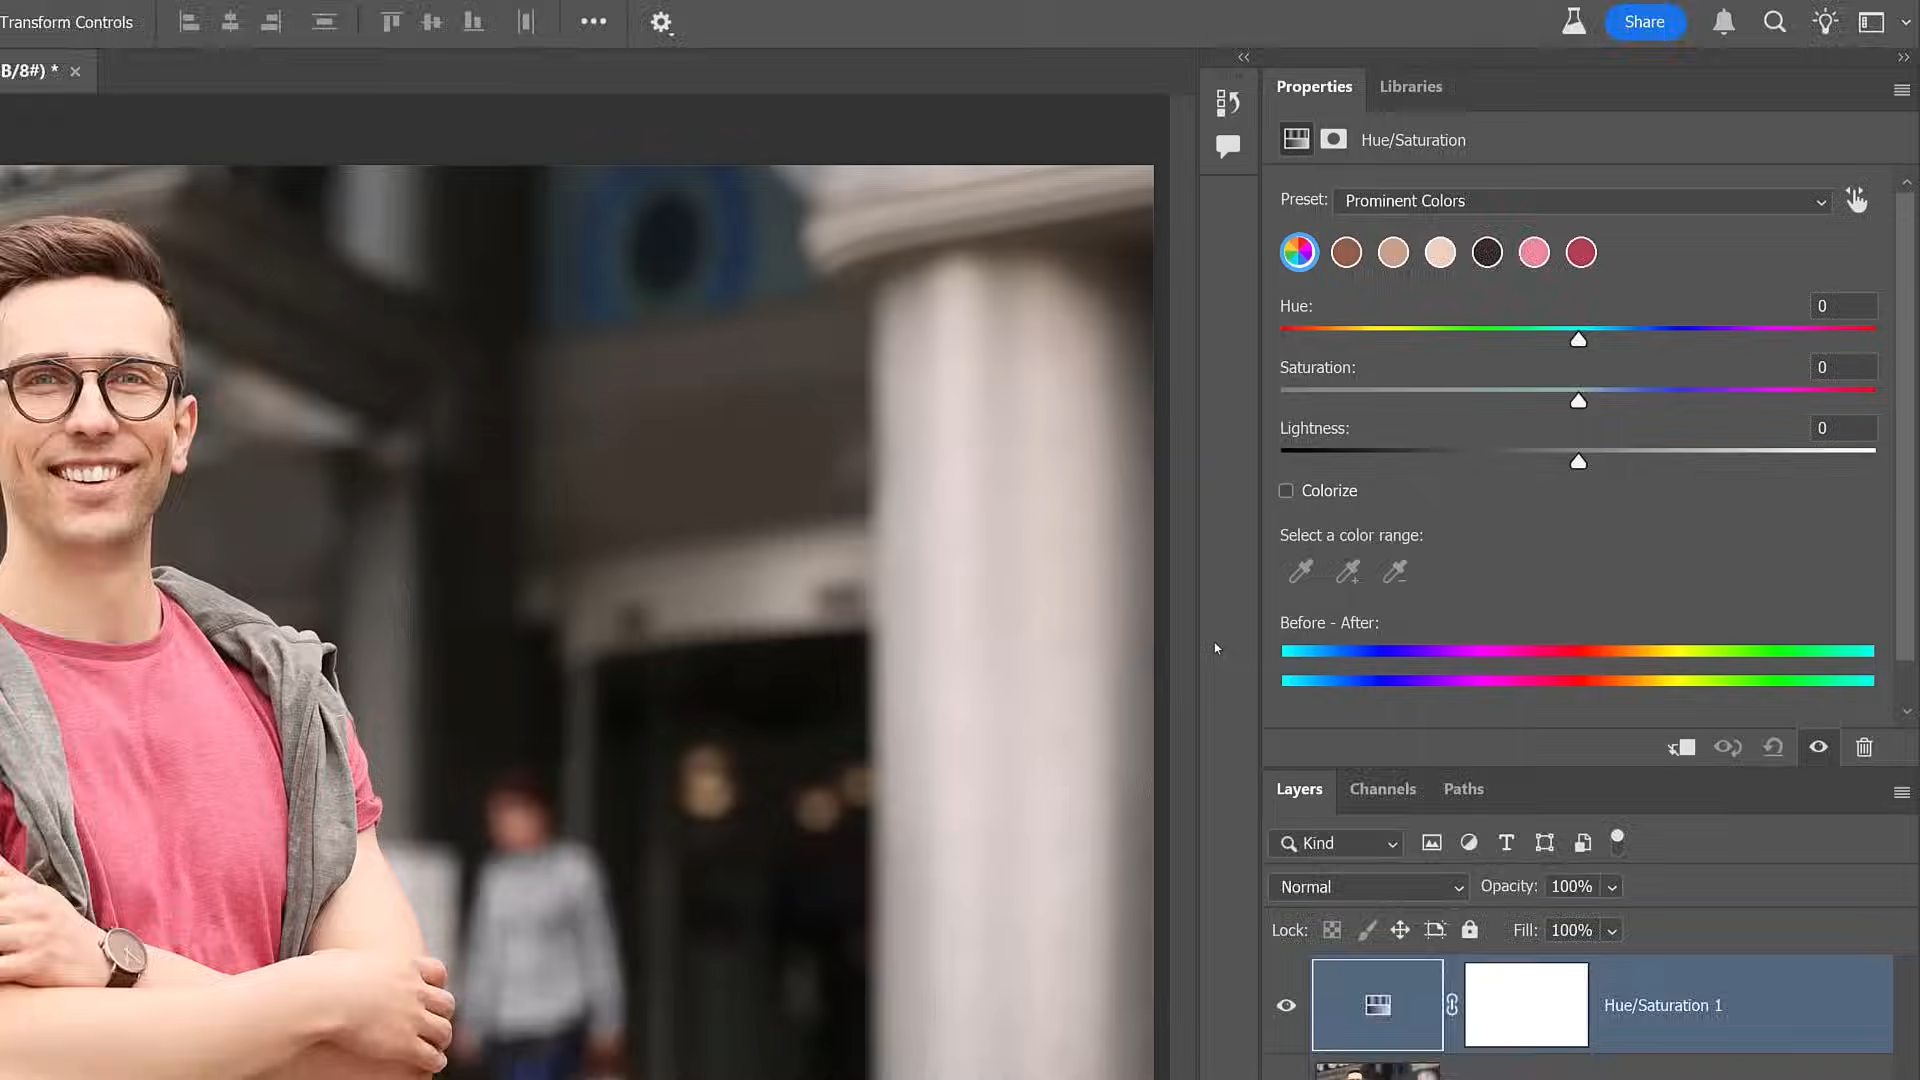 Transform Controls
Share
B/8#) *
Properties
Libraries
Hue/Saturation
Preset:
Prominent Colors
Hue:
0
Saturation:
0
Lightness:
0
Colorize
Select a color range:
Before - After:
Layers
Channels
Paths
Kind
Normal
Opacity:
100%
Lock:
Fill:
100%
Hue/Saturation 1